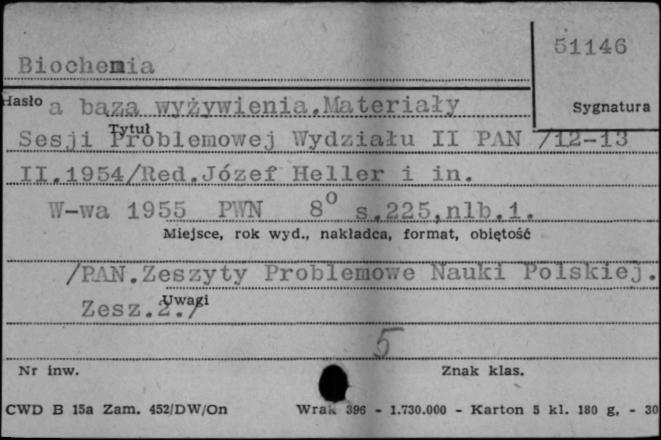 51146
Biochemia
Hasło
a bazą wyżywienia.Materiały
Sygnatura
Tytuł
Sesji Problemowej Wydziału II PAN /12-13
II.1954/Red.Józef Heller i in.
W-wa 1955 PWN 8° s.225,nlb.1.
Miejsce, rok wyd., nakładca, format, objętość
/PAN.Zeszyty Problemowe Nauki Polskiej.
Zesz.2./
Uwagi
5
Nr inw.
Znak klas.
CWD B 15a Zam. 452/DW/On Wrak 396 - 1.730.000 - Karton 5 kl. 180 g, - 30